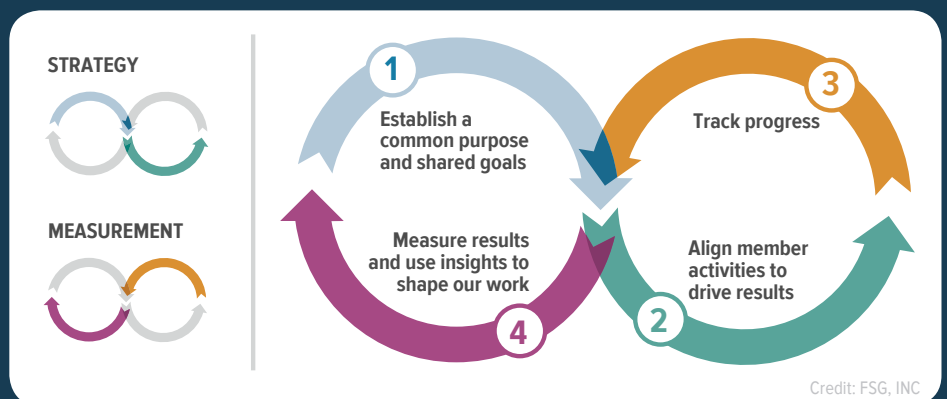 STRATEGY
MEASUREMENT
1
Establish a
common purpose
and shared goals
2
Align member
activities to
drive results
3
Track progress
4
Measure results
and use insights to
shape our work
Credit: FSG, INC